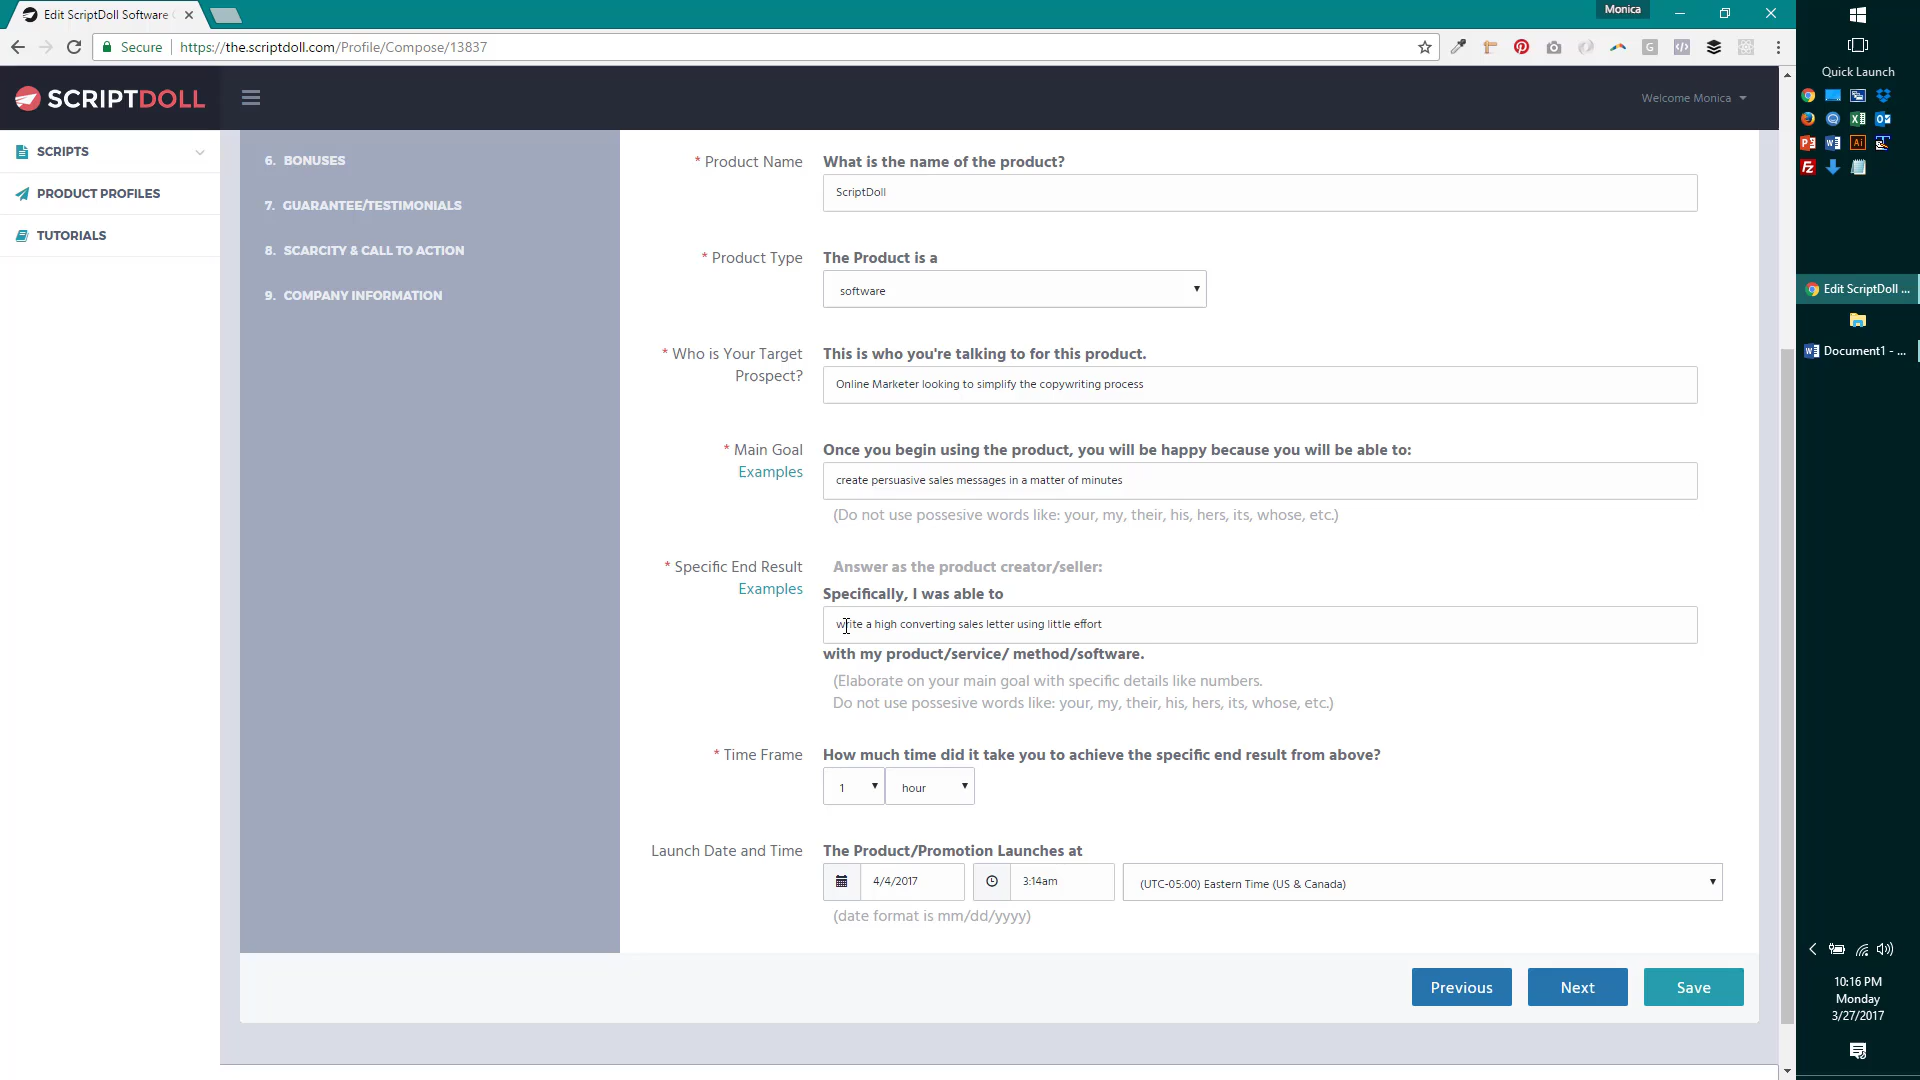 Edit ScriptDoll Software
Monica
Secure
https://the.scriptdoll.com/Profile/Compose/13837
Quick Launch
SCRIPTDOLL
Welcome Monica
SCRIPTS
PRODUCT PROFILES
TUTORIALS
6. BONUSES
7. GUARANTEE/TESTIMONIALS
8. SCARCITY & CALL TO ACTION
9. COMPANY INFORMATION
* Product Name
What is the name of the product?
ScriptDoll
* Product Type
The Product is a
software
* Who is Your Target
Prospect?
This is who you're talking to for this product.
Online Marketer looking to simplify the copywriting process
* Main Goal
Examples
Once you begin using the product, you will be happy because you will be able to:
create persuasive sales messages in a matter of minutes
(Do not use possesive words like: your, my, their, his, hers, its, whose, etc.)
* Specific End Result
Examples
Answer as the product creator/seller:
Specifically, I was able to
write a high converting sales letter using little effort
with my product/service/ method/software.
(Elaborate on your main goal with specific details like numbers.
Do not use possesive words like: your, my, their, his, hers, its, whose, etc.)
* Time Frame
How much time did it take you to achieve the specific end result from above?
1
hour
Launch Date and Time
The Product/Promotion Launches at
4/4/2017
3:14am
(UTC-05:00) Eastern Time (US & Canada)
(date format is mm/dd/yyyy)
Previous
Next
Save
Edit ScriptDoll ...
Document1 - ...
10:16 PM
Monday
3/27/2017